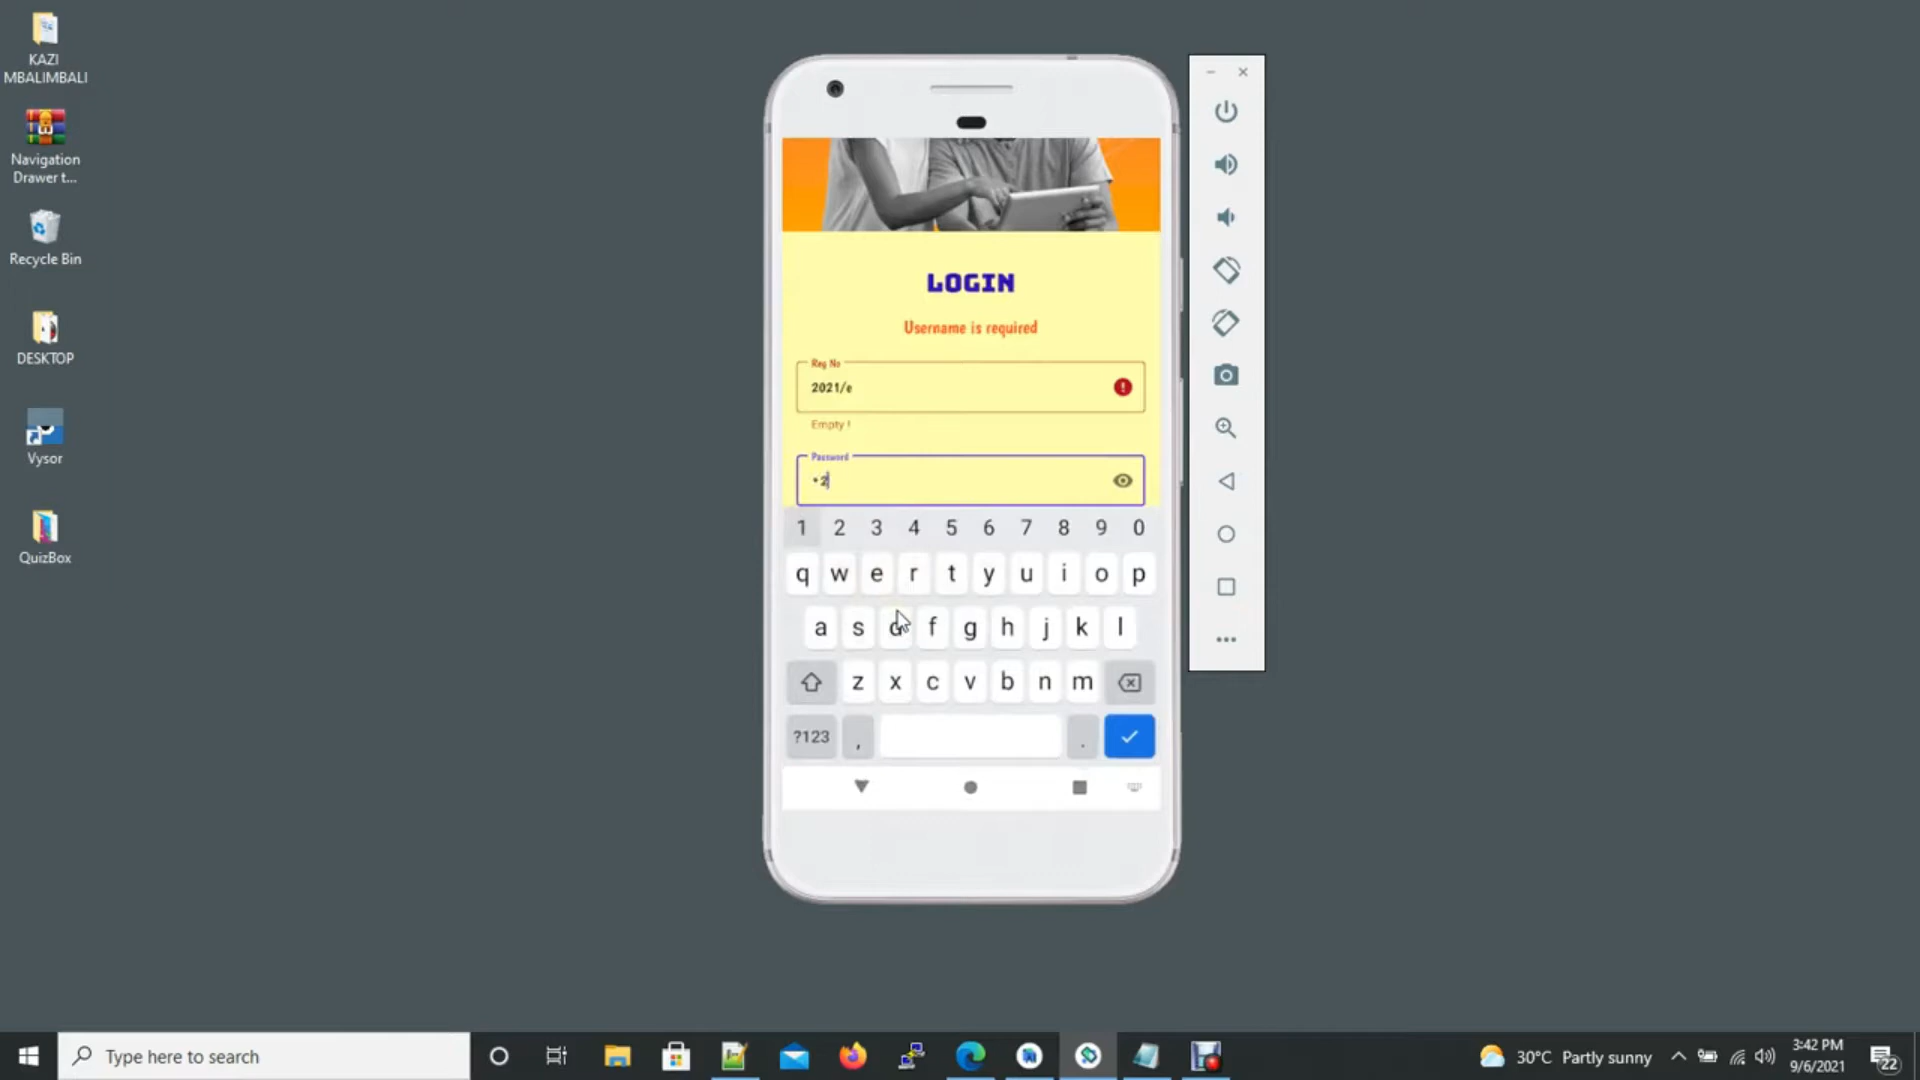 KAZI
MBALIMBALI
Navigation
Drawer t...
Recycle Bin
DESKTOP
Vysor
QuizBox
LOGIN
Username is required
Reg No
2021/e
Empty !
Password
•2
1 2 3 4 5 6 7 8 9 0
q w e r t y u i o p
a s d f g h j k l
z x c v b n m
?123 , .
Type here to search
30°C Partly sunny
3:42 PM
9/6/2021
22